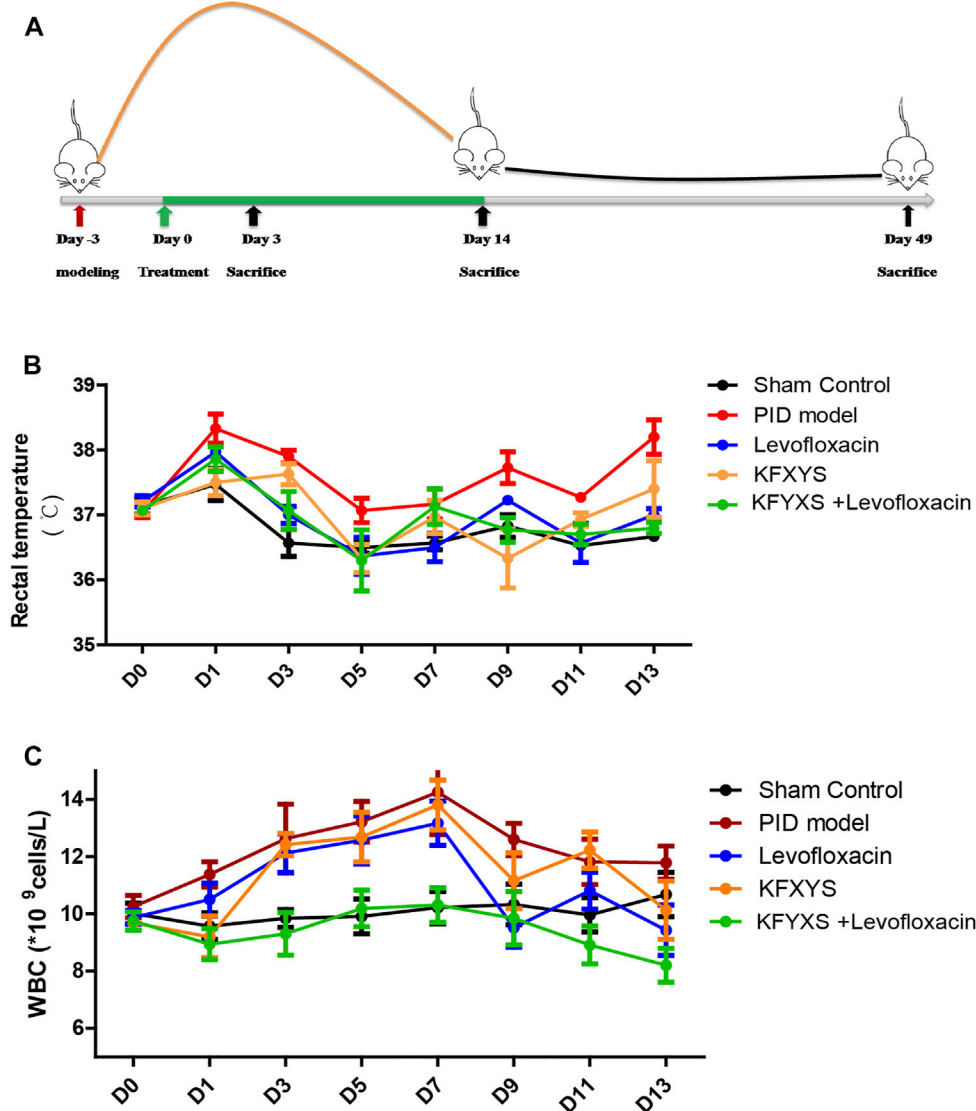 A
Day -3 Day 0 Day 3 Day 14 Day 49
modeling Treatment Sacrifice Sacrifice Sacrifice
B
Rectal temperature
(℃)
39
38
37
36
35
D0 D1 D3 D5 D7 D9 D11 D13
Sham Control
PID model
Levofloxacin
KFXYS
KFYXS +Levofloxacin
C
WBC (*10 9cells/L)
14
12
10
8
6
D0 D1 D3 D5 D7 D9 D11 D13
Sham Control
PID model
Levofloxacin
KFXYS
KFYXS +Levofloxacin